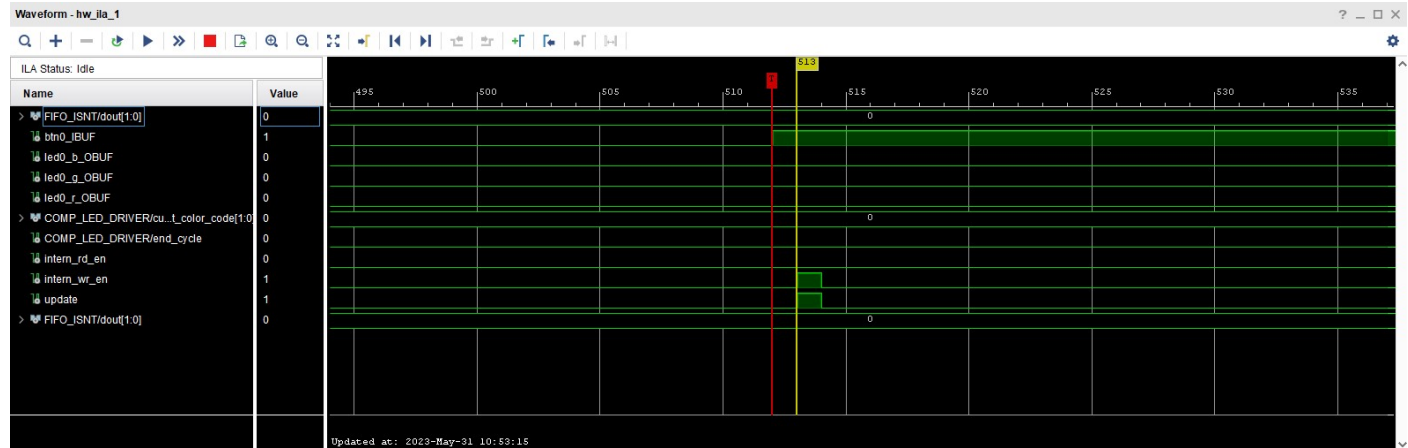 Waveform - hw_ila_1
? _ X
ILA Status: Idle
Name Value
513
T
495 500 505 510 515 520 525 530 535
> FIFO_ISNT/dout[1:0] 0 0
btn0_IBUF 1
led0_b_OBUF 0
led0_g_OBUF 0
led0_r_OBUF 0
> COMP_LED_DRIVER/cu...t_color_code[1:0] 0 0
COMP_LED_DRIVER/end_cycle 0
intern_rd_en 0
intern_wr_en 1
update 1
> FIFO_ISNT/dout[1:0] 0 0
Updated at: 2023-May-31 10:53:15